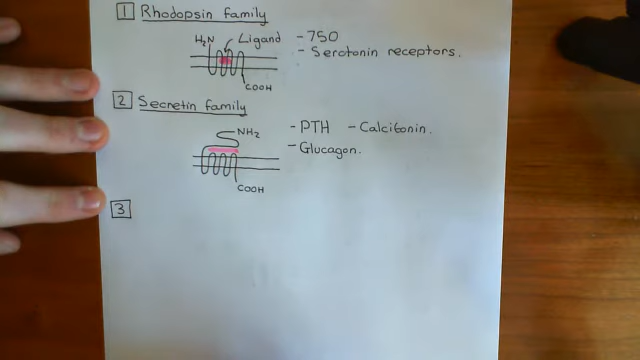 1 Rhodopsin family
H₂N Ligand - 750
- Serotonin receptors.
COOH
2 Secretin family
NH₂ - PTH - Calcitonin.
- Glucagon.
COOH
3